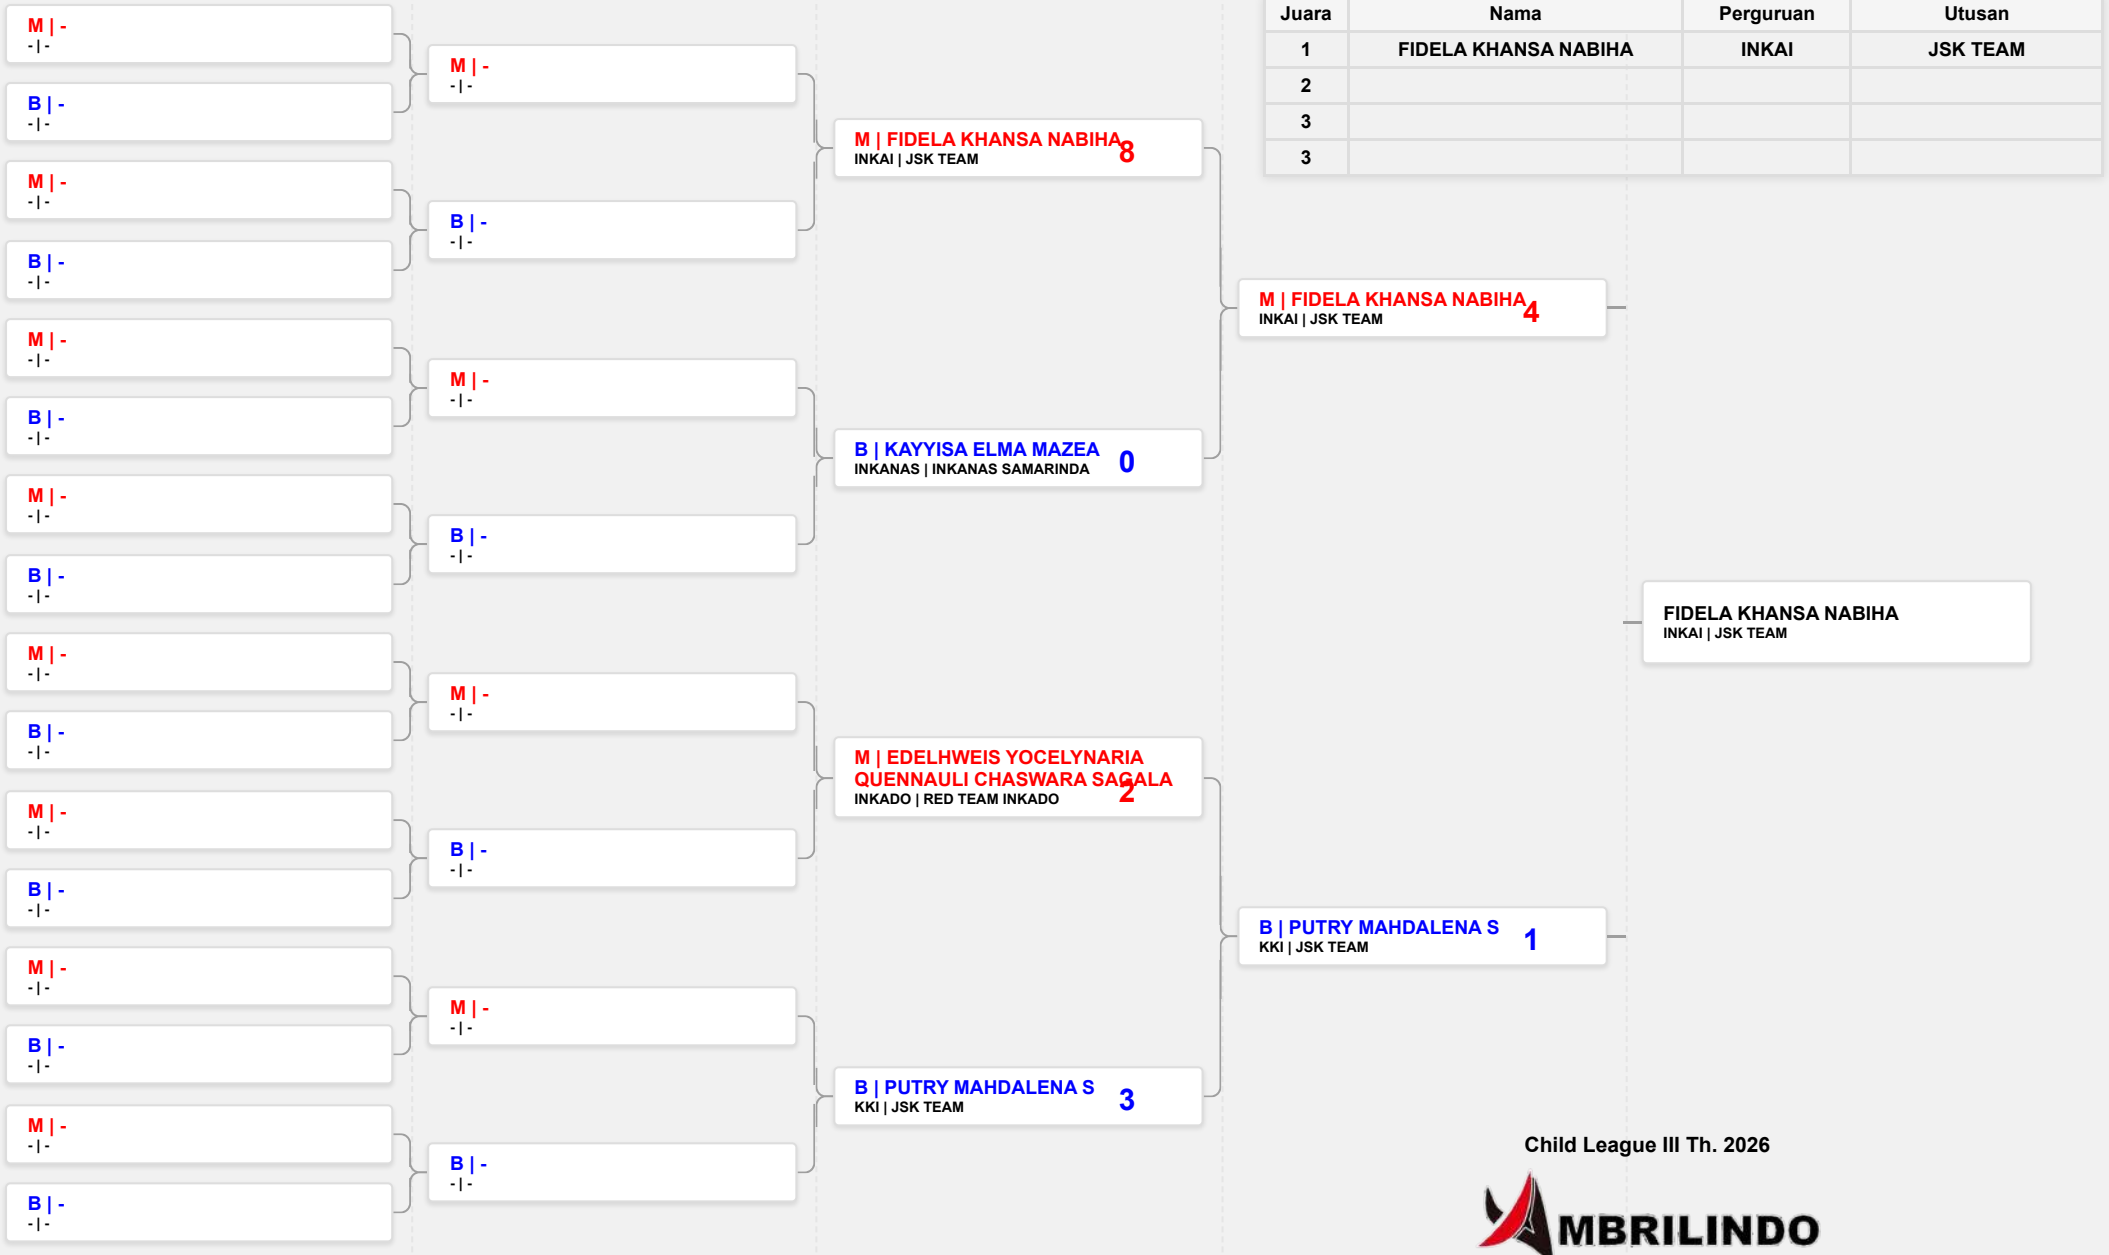 M | -
-|-
B | -
-|-
M | -
-|-
B | -
-|-
M | -
-|-
B | -
-|-
M | -
-|-
B | -
-|-
M | -
-|-
B | -
-|-
M | -
-|-
B | -
-|-
M | -
-|-
B | -
-|-
M | -
-|-
B | -
-|-
M | -
-|-
B | -
-|-
M | -
-|-
B | -
-|-
M | -
-|-
B | -
-|-
M | -
-|-
B | -
-|-
M | FIDELA KHANSA NABIHA 8
INKAI | JSK TEAM
B | KAYYISA ELMA MAZEA 0
INKANAS | INKANAS SAMARINDA
M | EDELHWEIS YOCELYNARIA
QUENNAULI CHASWARA SAGALA 2
INKADO | RED TEAM INKADO
B | PUTRY MAHDALENA S 3
KKI | JSK TEAM
M | FIDELA KHANSA NABIHA 4
INKAI | JSK TEAM
B | PUTRY MAHDALENA S 1
KKI | JSK TEAM
FIDELA KHANSA NABIHA
INKAI | JSK TEAM
Juara Nama Perguruan Utusan
1 FIDELA KHANSA NABIHA INKAI JSK TEAM
2
3
3
Child League III Th. 2026
MBRILINDO